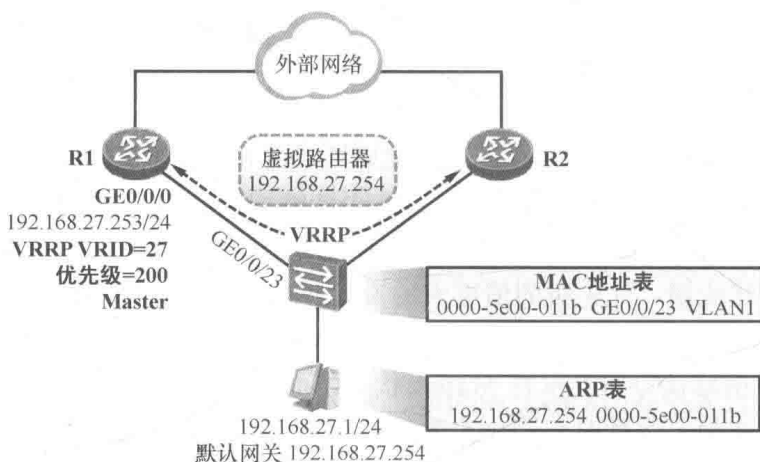 外部网络
R1
虚拟路由器
192.168.27.254
R2
GE0/0/0
192.168.27.253/24
VRRP VRID=27
优先级=200
Master
VRRP
GE0/0/23
MAC地址表
0000-5e00-011b GE0/0/23 VLAN1
ARP表
192.168.27.254 0000-5e00-011b
192.168.27.1/24
默认网关 192.168.27.254